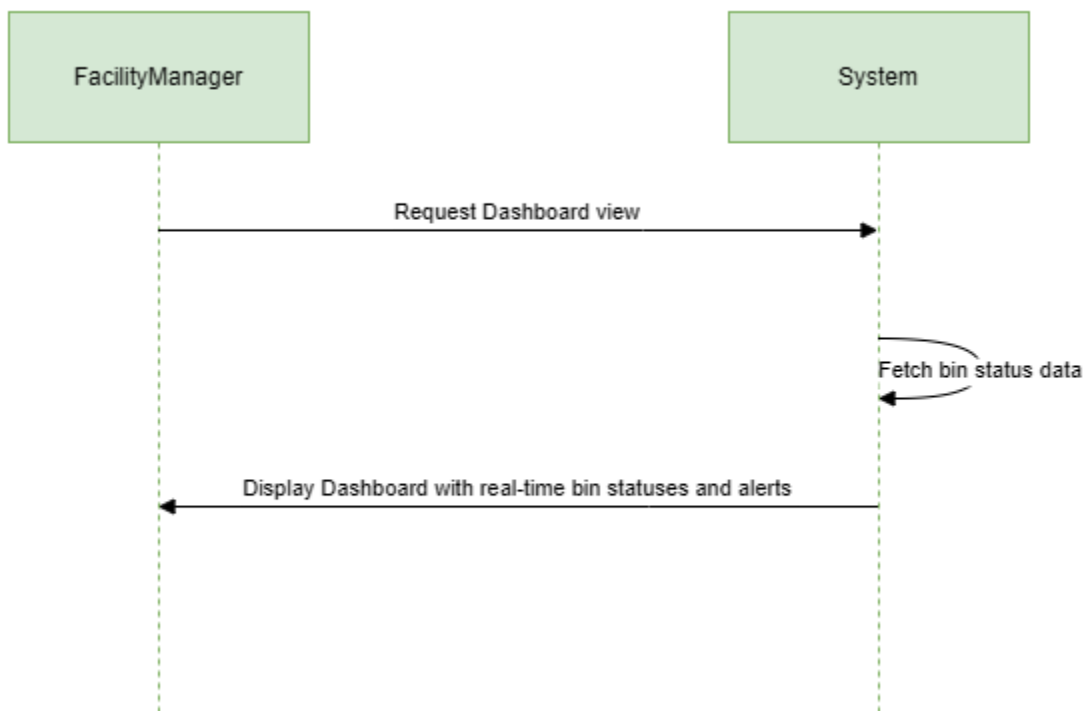 FacilityManager
System
Request Dashboard view
Fetch bin status data
Display Dashboard with real-time bin statuses and alerts